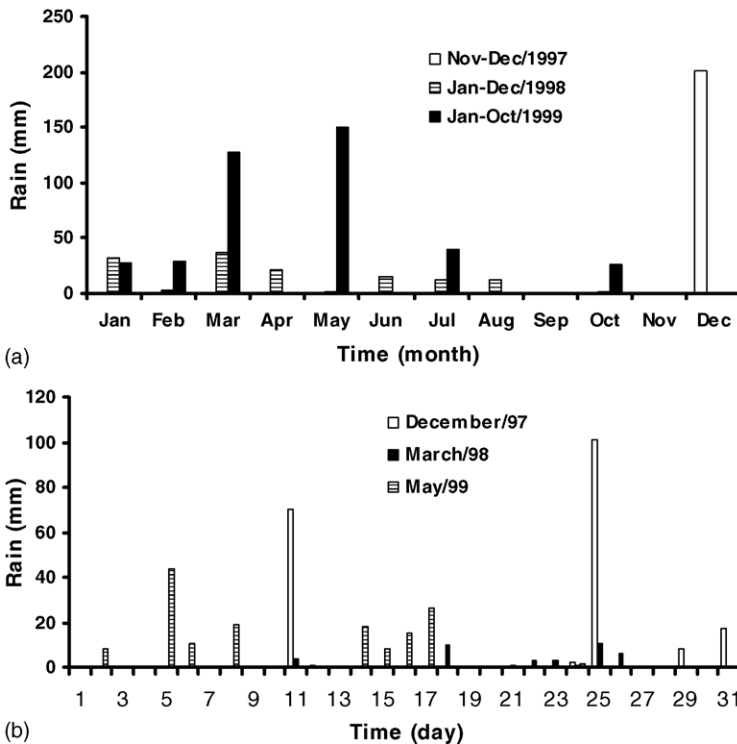 250
200
150
100
50
0
Rain (mm)
Nov-Dec/1997
Jan-Dec/1998
Jan-Oct/1999
Jan Feb Mar Apr May Jun Jul Aug Sep Oct Nov Dec
Time (month)
(a)
120
100
80
60
40
20
0
Rain (mm)
December/97
March/98
May/99
1 3 5 7 9 11 13 15 17 19 21 23 25 27 29 31
Time (day)
(b)